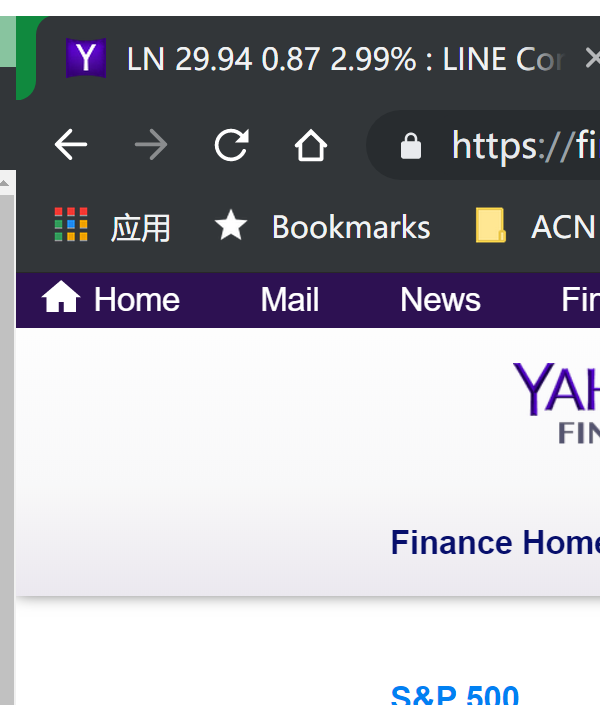 Y LN 29.94 0.87 2.99% : LINE Cor
https://fi
应用 Bookmarks ACN
Home Mail News Fin
YAH
FIN
Finance Home
S&P 500